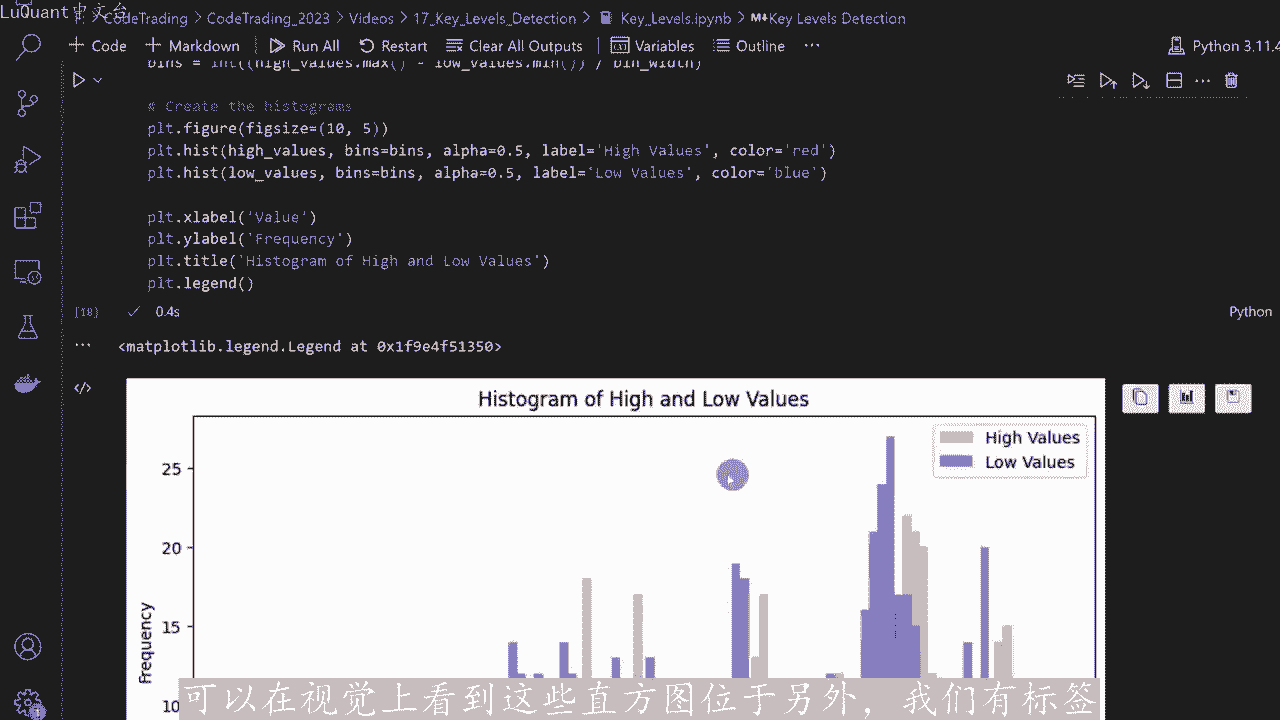 LuQuant中文台
CodeTrading > CodeTrading_2023 > Videos > 17_Key_Levels_Detection > Key_Levels.ipynb > M↓Key Levels Detection
+ Code + Markdown Run All Restart Clear All Outputs Variables Outline ··· Python 3.11.4
bins = int((high_values.max() - low_values.min()) / bin_width)
# Create the histograms
plt.figure(figsize=(10, 5))
plt.hist(high_values, bins=bins, alpha=0.5, label='High Values', color='red')
plt.hist(low_values, bins=bins, alpha=0.5, label='Low Values', color='blue')
plt.xlabel('Value')
plt.ylabel('Frequency')
plt.title('Histogram of High and Low Values')
plt.legend()
[18] ✓ 0.4s Python
··· <matplotlib.legend.Legend at 0x1f9e4f51350>
</>
Histogram of High and Low Values
High Values
Low Values
25
20
15
10
Frequency
可以在视觉上看到这些直方图位于另外，我们有标签
1